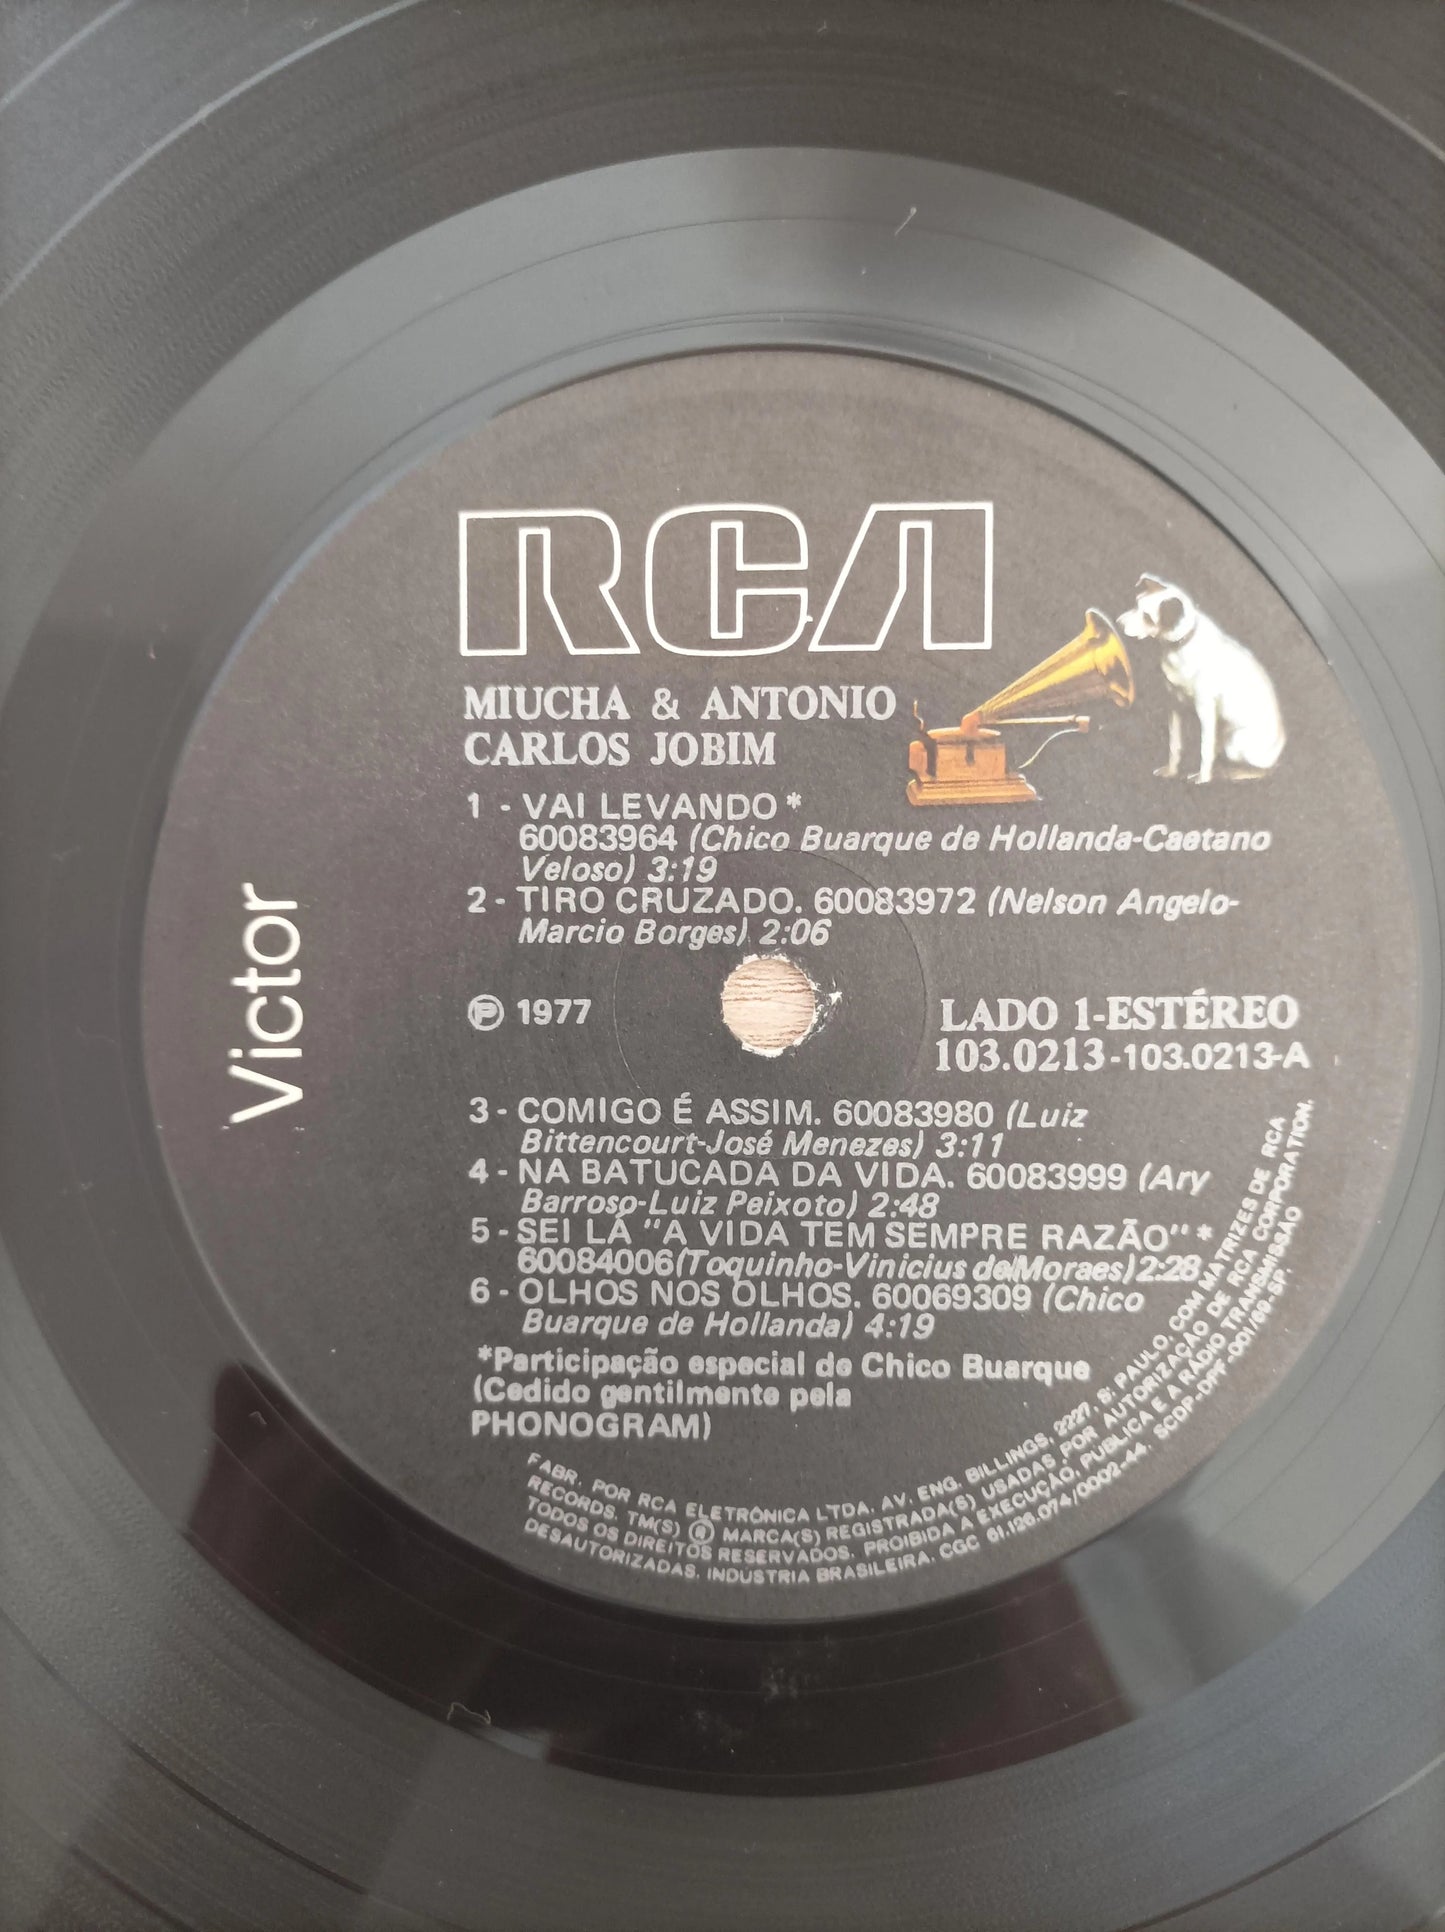 RCA
MIUCHA & ANTONIO
CARLOS JOBIM
1 - VAI LEVANDO *
60083964 (Chico Buarque de Hollanda-Caetano
Veloso) 3:19
2 - TIRO CRUZADO. 60083972 (Nelson Angelo-
Marcio Borges) 2:06
Victor
Ⓟ 1977
LADO 1-ESTÉREO
103.0213-103.0213-A
3 - COMIGO É ASSIM. 60083980 (Luiz
Bittencourt-José Menezes) 3:11
4 - NA BATUCADA DA VIDA. 60083999 (Ary
Barroso-Luiz Peixoto) 2:48
5 - SEI LÁ "A VIDA TEM SEMPRE RAZÃO" *
60084006(Toquinho-Vinicius de Moraes) 2:28
6 - OLHOS NOS OLHOS. 60069309 (Chico
Buarque de Hollanda) 4:19
*Participação especial de Chico Buarque
(Cedido gentilmente pela
PHONOGRAM)
FABR. POR RCA ELETRÔNICA LTDA. AV. ENG. BILLINGS, 2227, S. PAULO, COM MATRIZES DE RCA
RECORDS. TM(S) ® MARCA(S) REGISTRADA(S) USADAS POR AUTORIZAÇÃO DE RCA CORPORATION.
TODOS OS DIREITOS RESERVADOS. PROIBIDA A EXECUÇÃO, PÚBLICA E A RÁDIO TRANSMISSÃO
DESAUTORIZADAS. INDUSTRIA BRASILEIRA. CGC 61.126.074/0002-44. SCDP-DPF-001/69-SP.